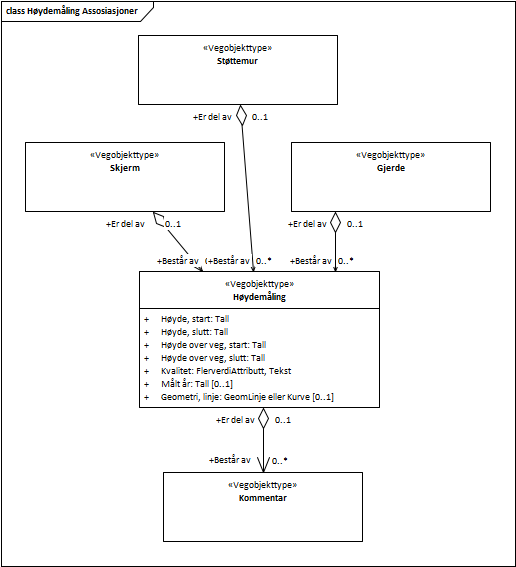 class Høydemåling Assosiasjoner
«Vegobjekttype»
Støttemur
+Er del av 0..1
«Vegobjekttype»
Skjerm
«Vegobjekttype»
Gjerde
+Er del av 0..1
+Er del av 0..1
+Består av
+Består av 0..*
+Består av 0..*
«Vegobjekttype»
Høydemåling
+ Høyde, start: Tall
+ Høyde, slutt: Tall
+ Høyde over veg, start: Tall
+ Høyde over veg, slutt: Tall
+ Kvalitet: FlerverdiAttributt, Tekst
+ Målt år: Tall [0..1]
+ Geometri, linje: GeomLinje eller Kurve [0..1]
+Er del av 0..1
+Består av 0..*
«Vegobjekttype»
Kommentar